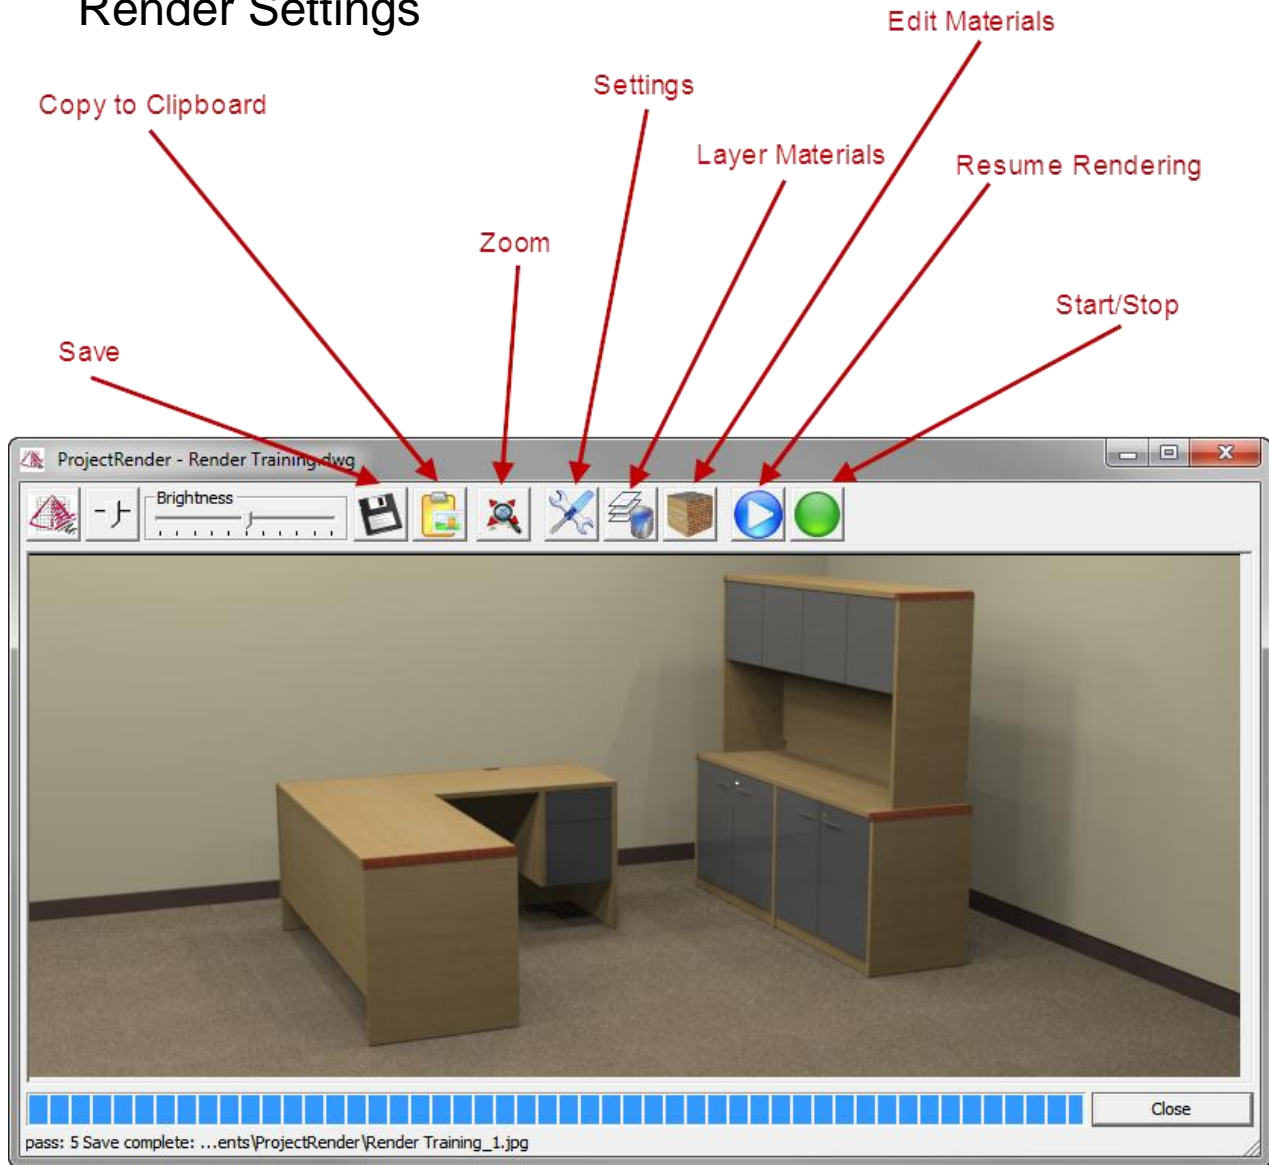 Render Settings
Edit Materials
Settings
Copy to Clipboard
Layer Materials
Resume Rendering
Zoom
Start/Stop
Save
ProjectRender - Render Training.dwg
Brightness
Close
pass: 5 Save complete: ...ents\ProjectRender\Render Training_1.jpg